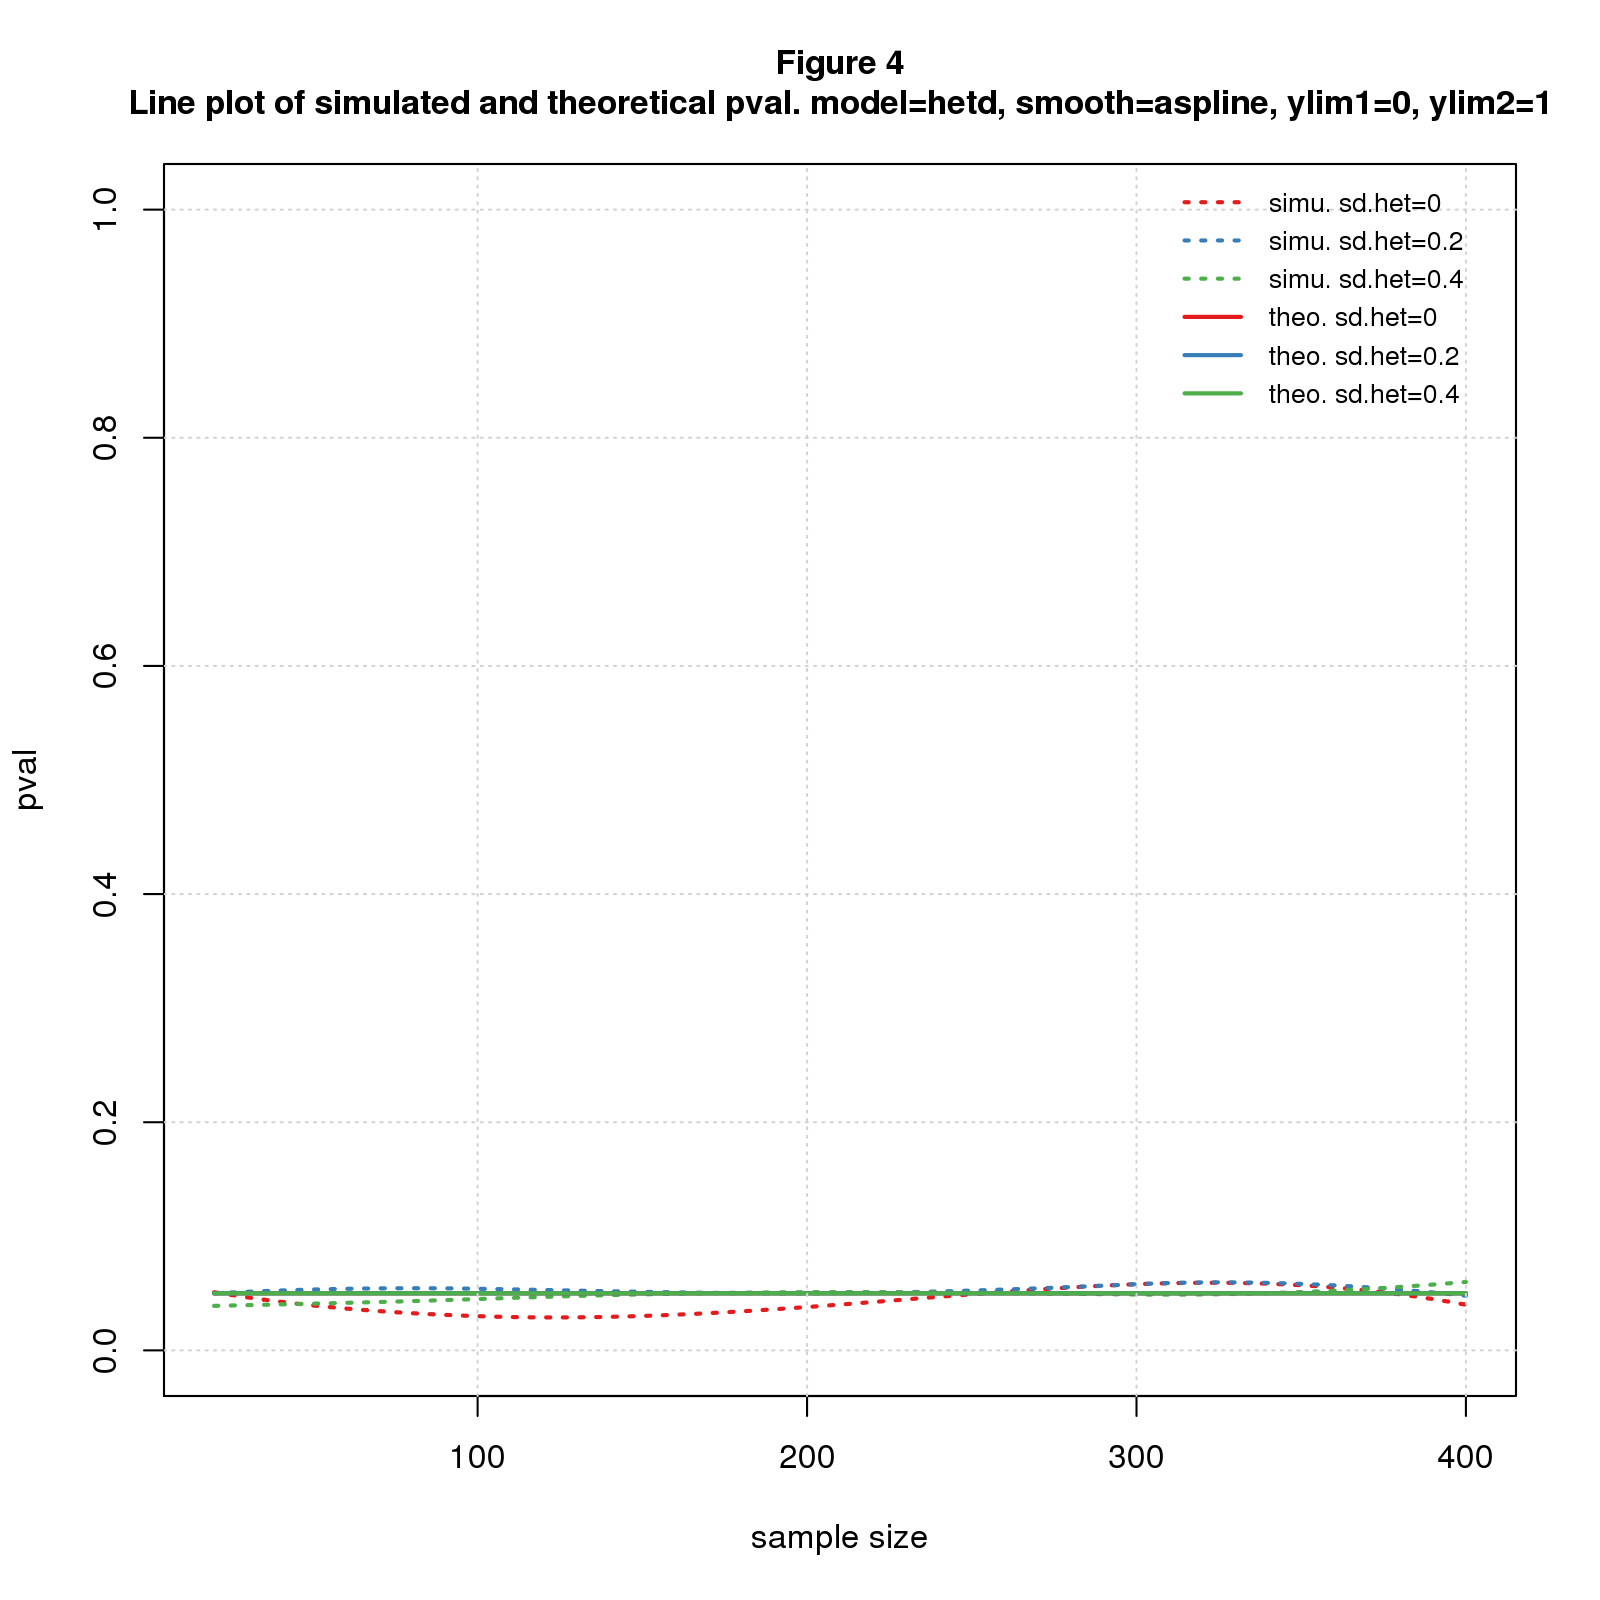 Figure 4
Line plot of simulated and theoretical pval. model=hetd, smooth=aspline, ylim1=0, ylim2=1
simu. sd.het=0
simu. sd.het=0.2
simu. sd.het=0.4
theo. sd.het=0
theo. sd.het=0.2
theo. sd.het=0.4
1.0
0.8
0.6
0.4
0.2
0.0
pval
100 200 300 400
sample size